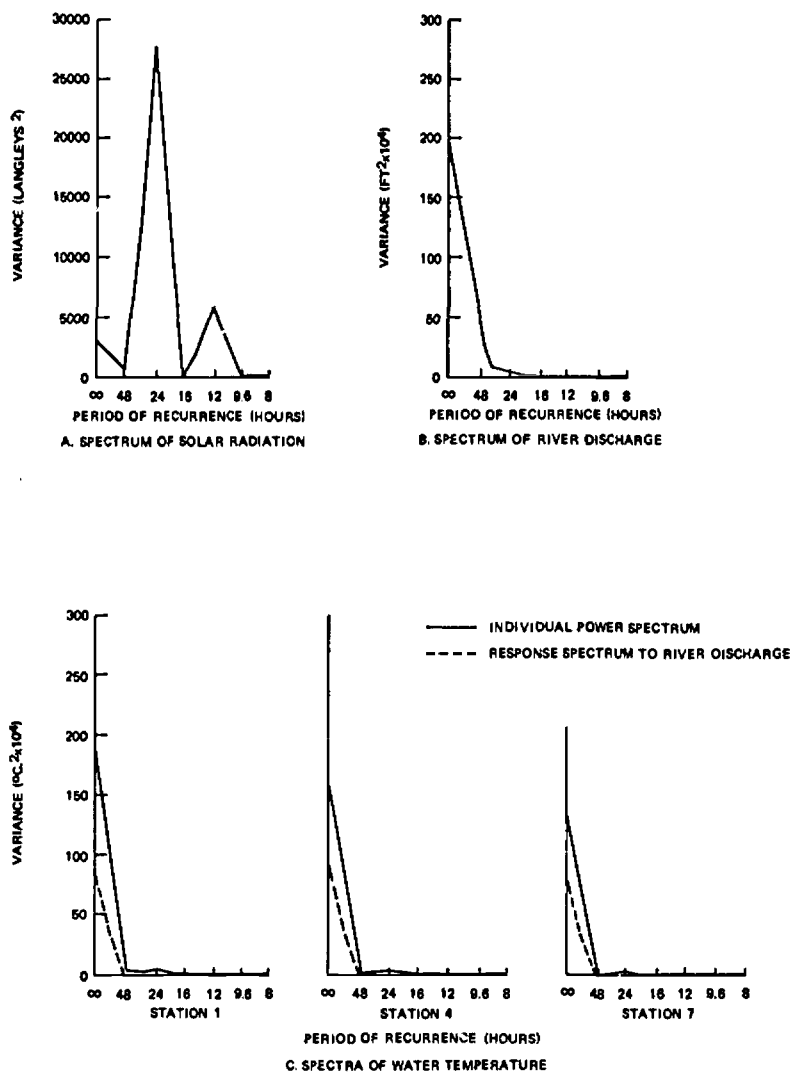 30000
25000
20000
15000
10000
5000
0
VARIANCE (LANGLEYS ²)
∞ 48 24 16 12 9.6 8
PERIOD OF RECURRENCE (HOURS)
A. SPECTRUM OF SOLAR RADIATION
300
250
200
150
100
50
0
VARIANCE (FT²x10⁶)
∞ 48 24 16 12 9.6 8
PERIOD OF RECURRENCE (HOURS)
B. SPECTRUM OF RIVER DISCHARGE
300
250
200
150
100
50
0
VARIANCE (ºC.²x10⁶)
INDIVIDUAL POWER SPECTRUM
RESPONSE SPECTRUM TO RIVER DISCHARGE
∞ 48 24 16 12 9.6 8
STATION 1
∞ 48 24 16 12 9.6 8
STATION 4
∞ 48 24 16 12 9.6 8
STATION 7
PERIOD OF RECURRENCE (HOURS)
C. SPECTRA OF WATER TEMPERATURE